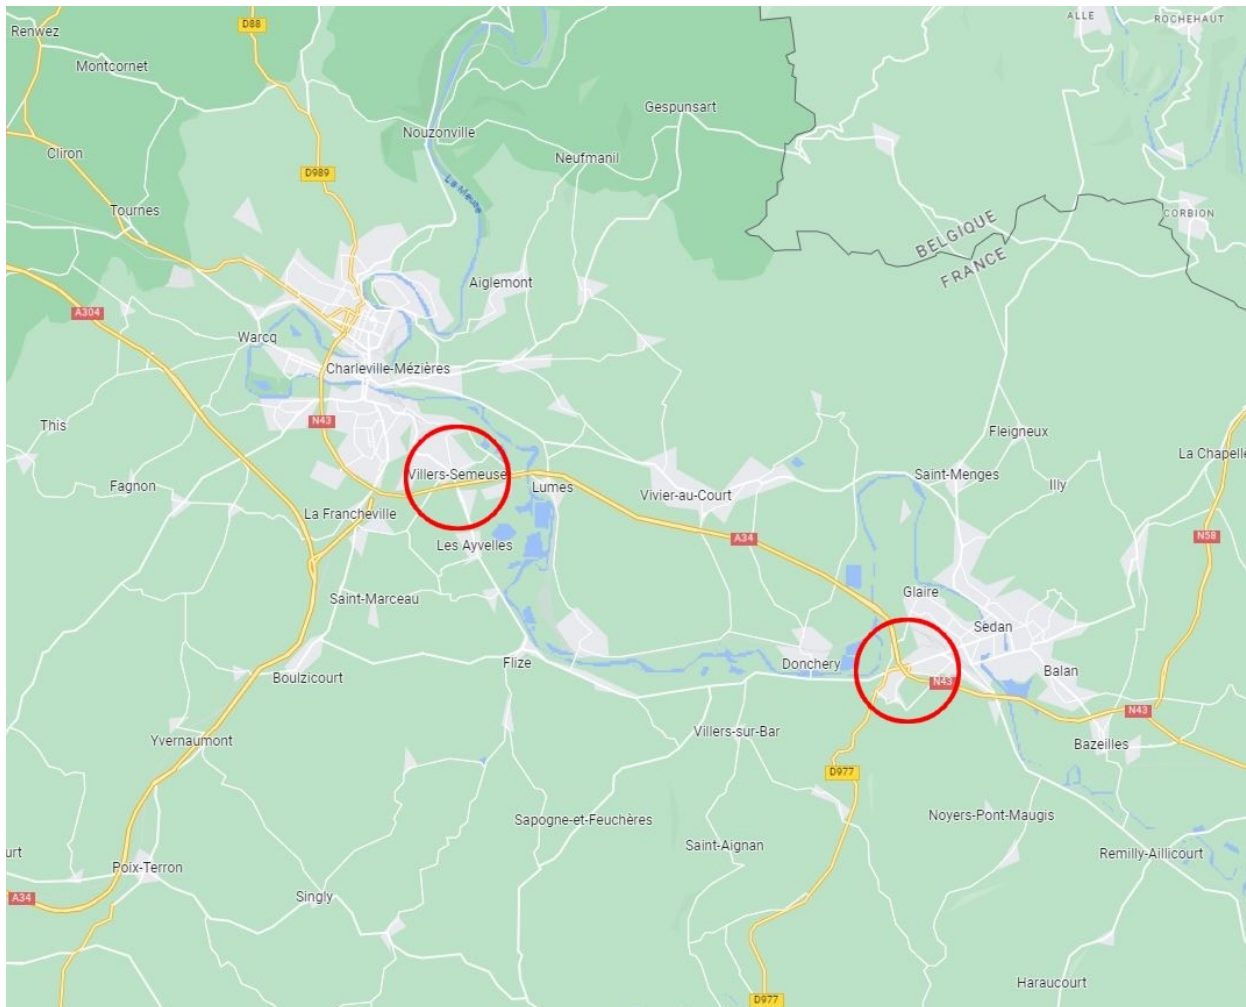 D88
ALLE
ROCHEHAUT
Renwez
Montcornet
Gespunsart
Nouzonville
Cliron
Neufmanil
D989
La Meuse
Tournes
CORBION
BELGIQUE
FRANCE
Aiglemont
A304
Warcq
Charleville-Mézières
N43
This
Fleigneux
La Chapelle
Villers-Semeuse
Saint-Menges
Fagnon
Lumes
Vivier-au-Court
Illy
La Francheville
A34
N58
Les Ayvelles
Glaire
Saint-Marceau
Sedan
Flize
Donchery
Balan
Boulzicourt
N43
N43
Villers-sur-Bar
Yvernaumont
Bazeilles
D977
Sapogne-et-Feuchères
Noyers-Pont-Maugis
Saint-Aignan
urt
Remilly-Aillicourt
Poix-Terron
Singly
A34
Haraucourt
D977